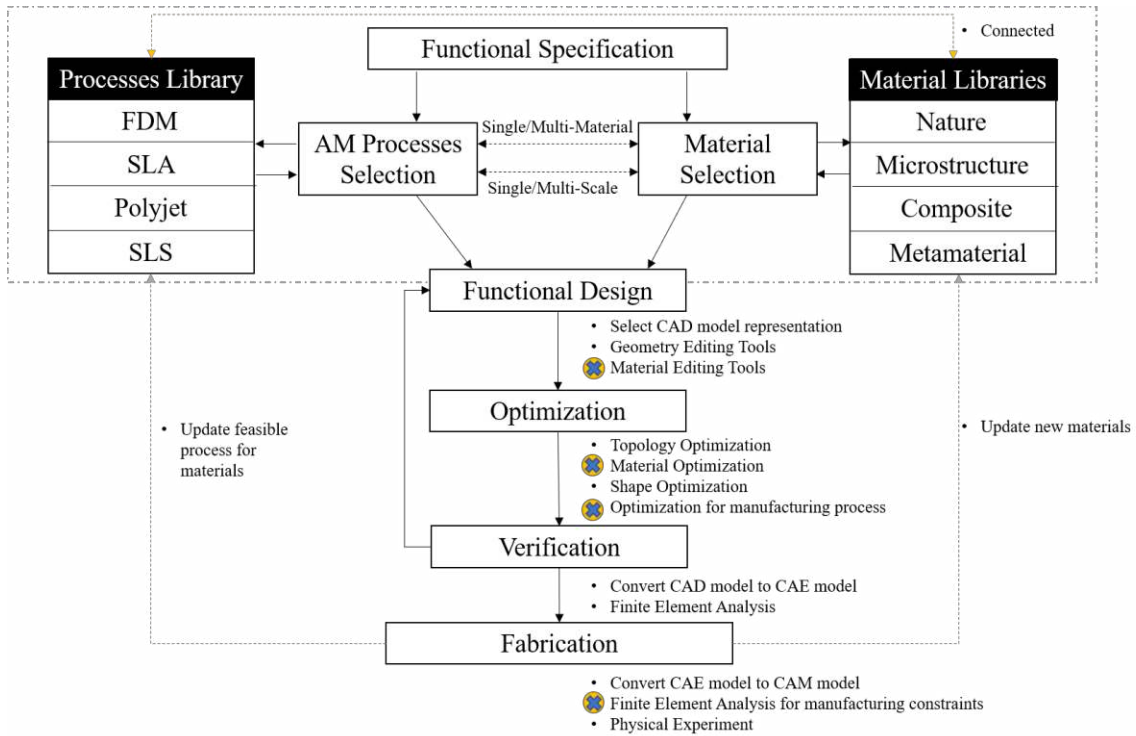 Functional Specification
• Connected
Processes Library
FDM
SLA
Polyjet
SLS
AM Processes
Selection
Single/Multi-Material
Single/Multi-Scale
Material
Selection
Material Libraries
Nature
Microstructure
Composite
Metamaterial
Functional Design
• Select CAD model representation
• Geometry Editing Tools
Material Editing Tools
Optimization
• Topology Optimization
Material Optimization
• Shape Optimization
Optimization for manufacturing process
• Update feasible
process for
materials
• Update new materials
Verification
• Convert CAD model to CAE model
• Finite Element Analysis
Fabrication
• Convert CAE model to CAM model
Finite Element Analysis for manufacturing constraints
• Physical Experiment